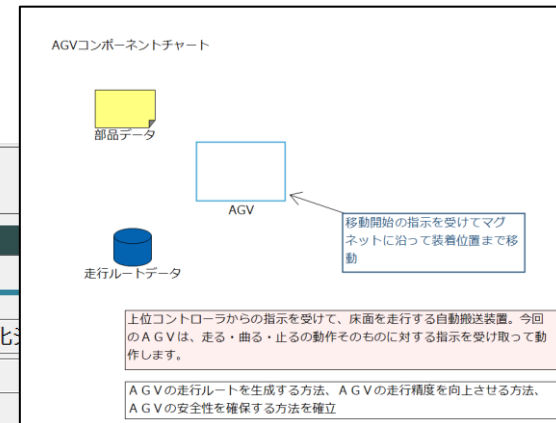 AGVコンポーネントチャート
部品データ
AGV
移動開始の指示を受けてマグ
ネットに沿って装着位置まで移
動
走行ルートデータ
上位コントローラからの指示を受けて、床面を走行する自動搬送装置。今回
のＡＧＶは、走る・曲る・止るの動作そのものに対する指示を受け取って動
作します。
ＡＧＶの走行ルートを生成する方法、ＡＧＶの走行精度を向上させる方法、
ＡＧＶの安全性を確保する方法を確立